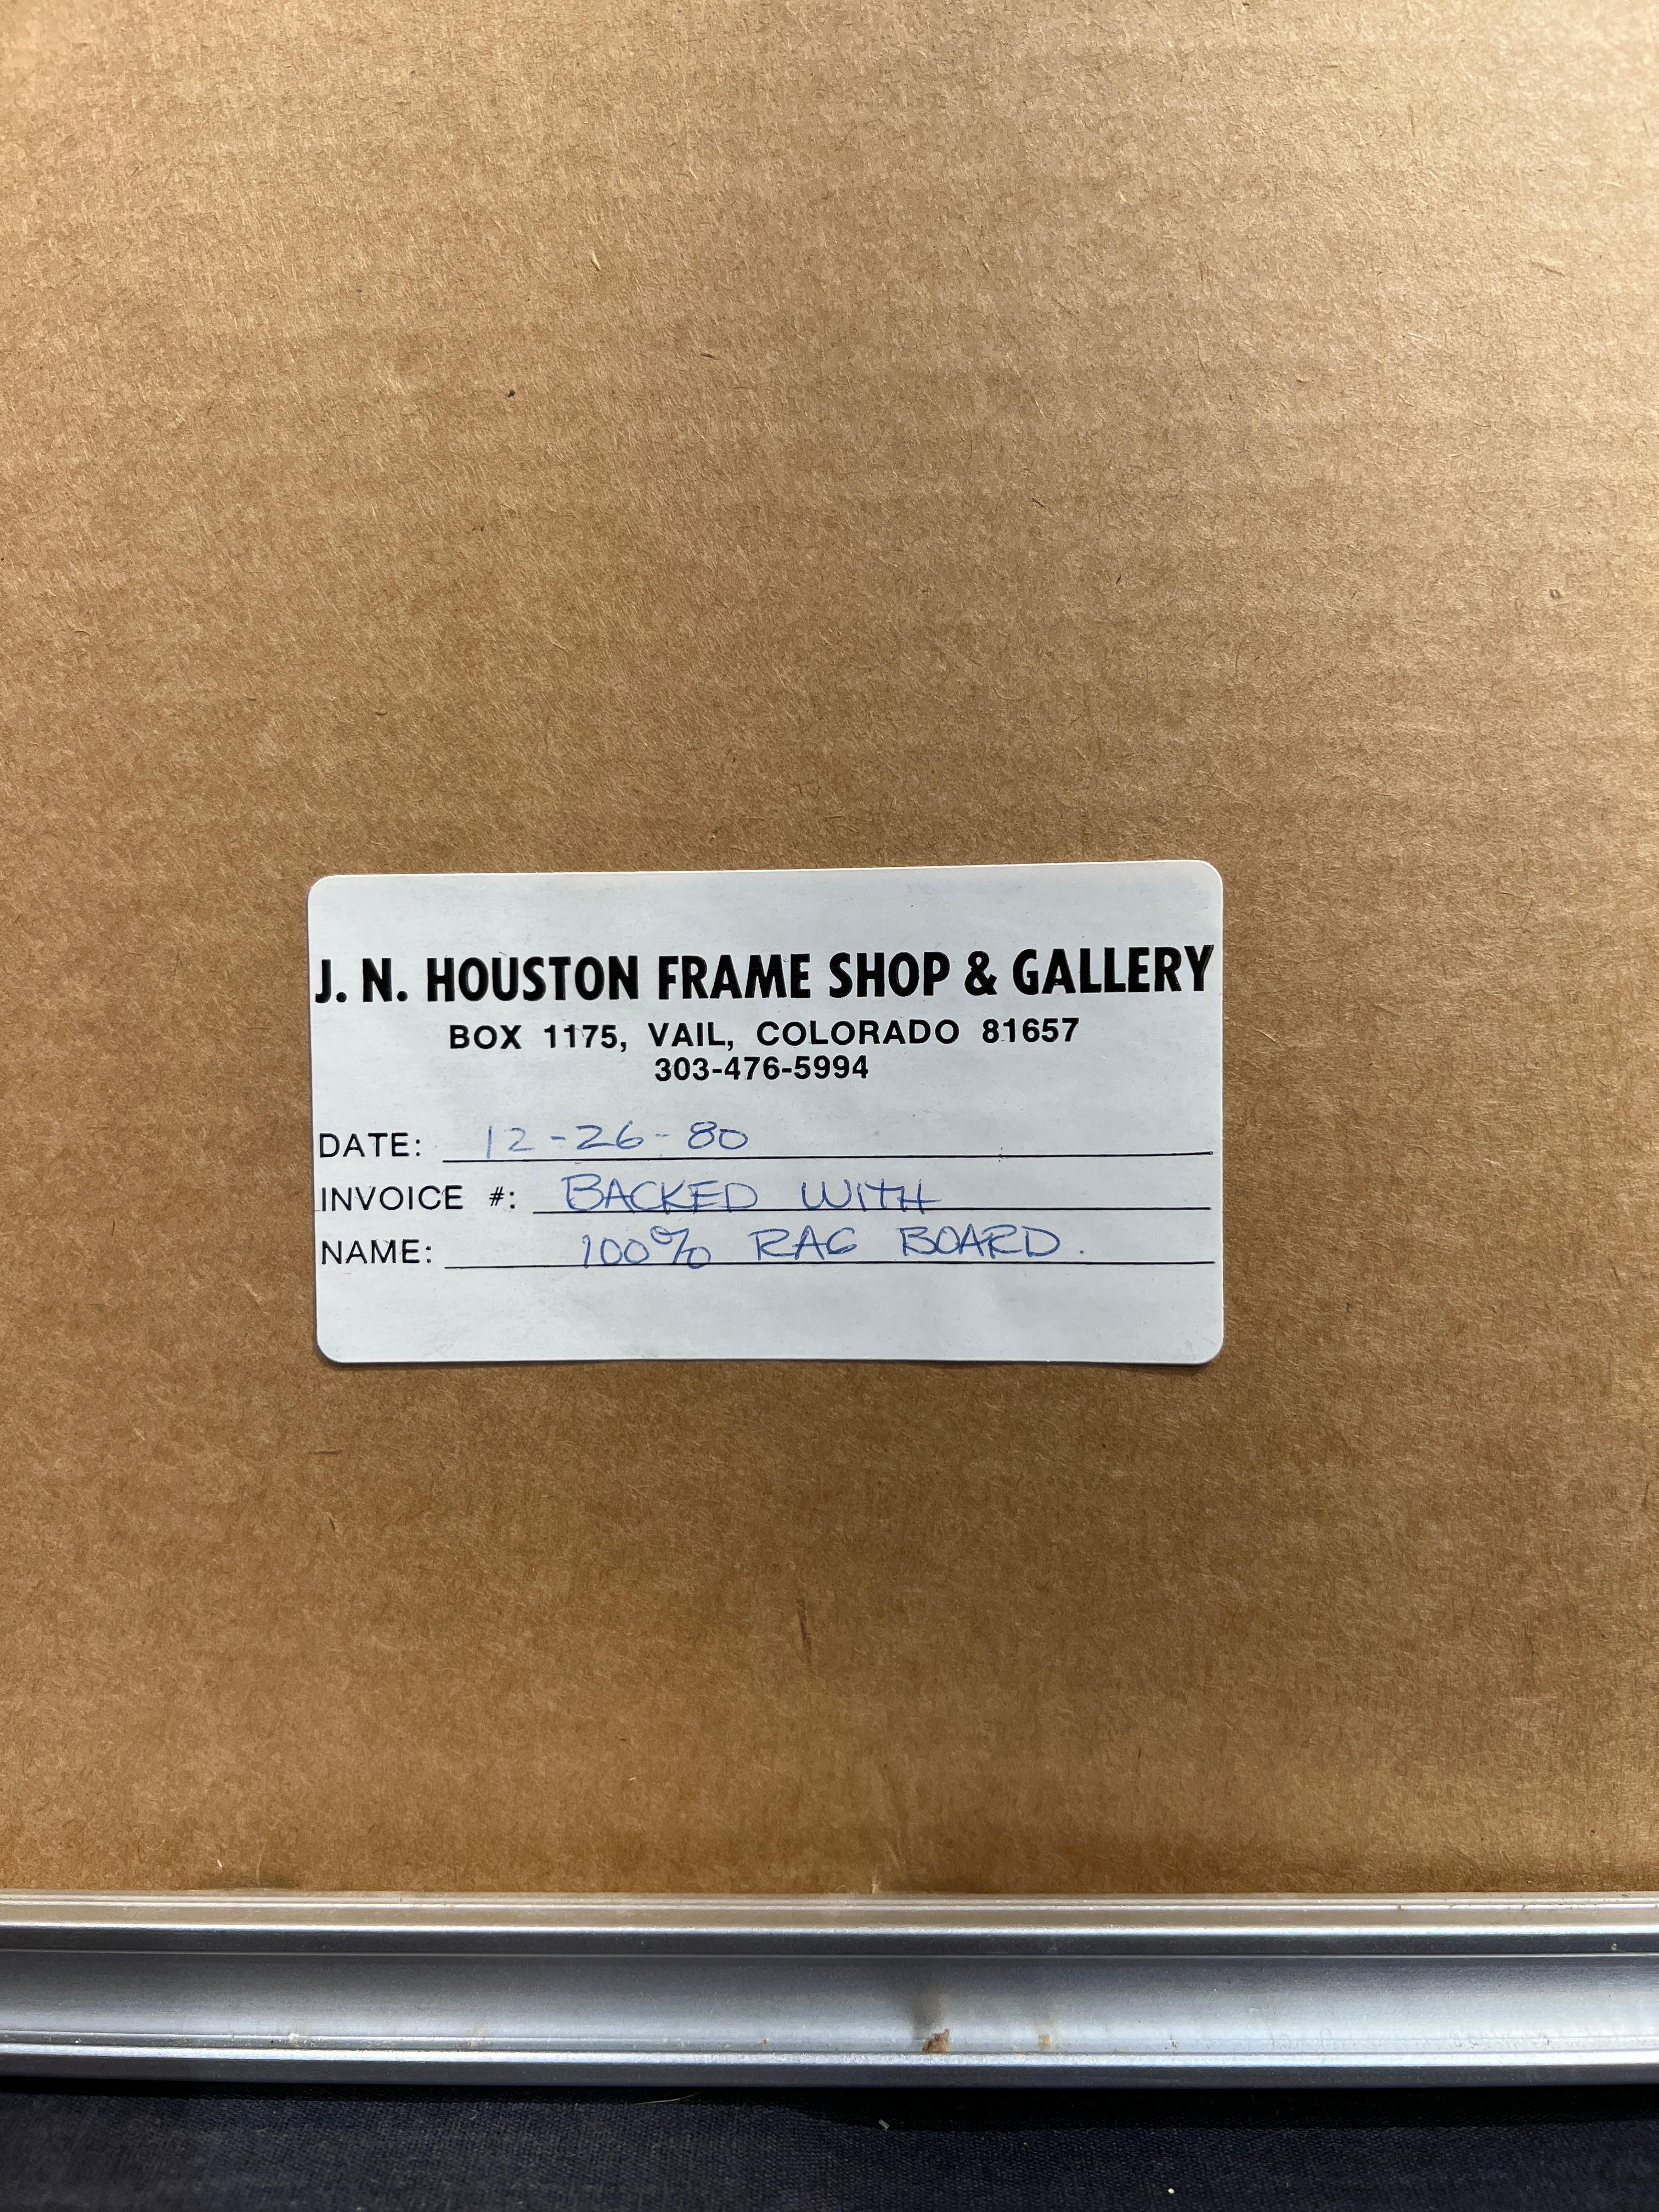 J. N. HOUSTON FRAME SHOP & GALLERY
BOX 1175, VAIL, COLORADO 81657
303-476-5994
DATE: 12-26-80
INVOICE #: BACKED WITH
NAME: 100% RAG BOARD.